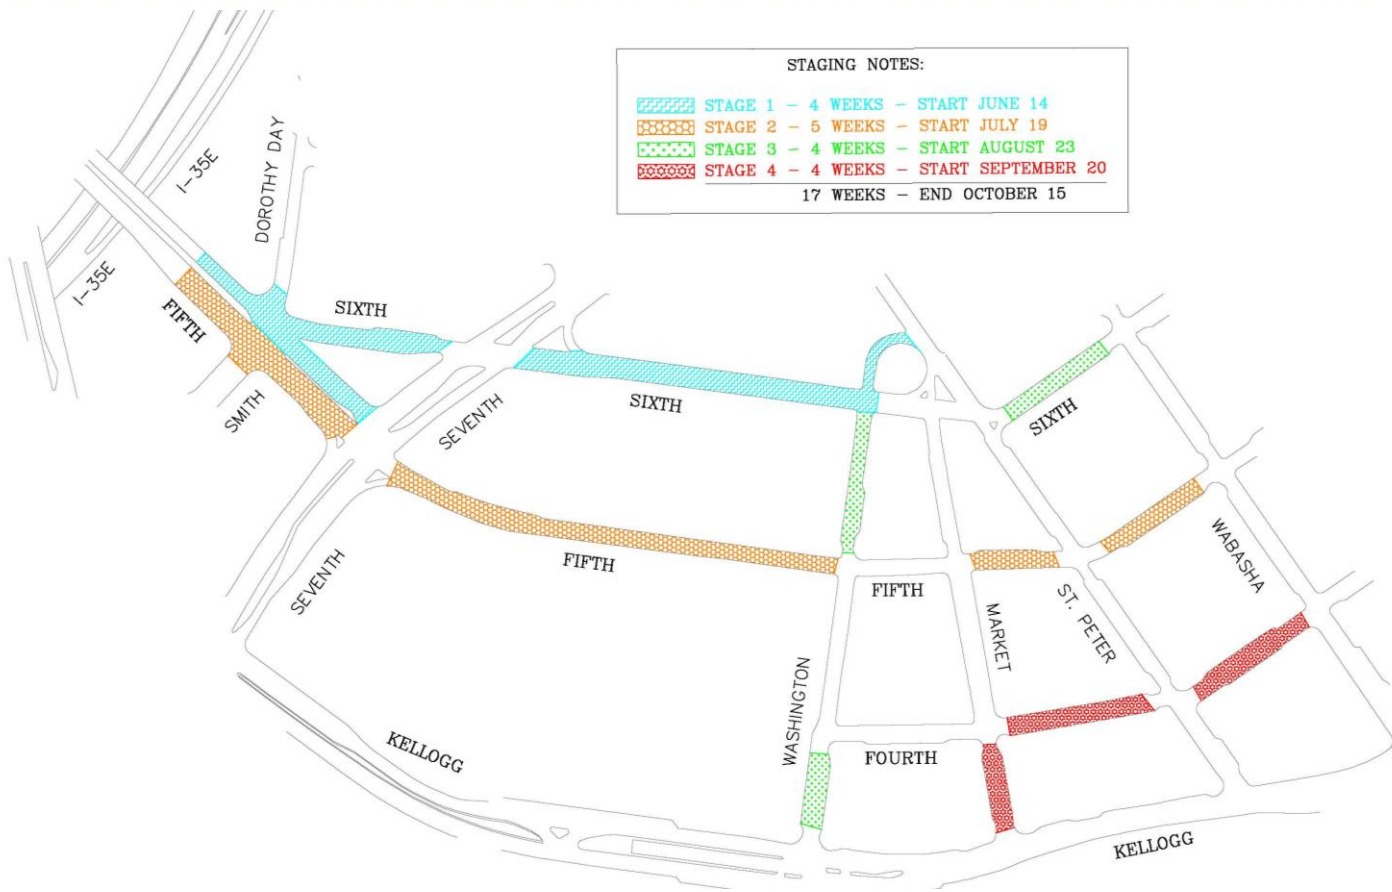 STAGING NOTES:
STAGE 1 - 4 WEEKS - START JUNE 14
STAGE 2 - 5 WEEKS - START JULY 19
STAGE 3 - 4 WEEKS - START AUGUST 23
STAGE 4 - 4 WEEKS - START SEPTEMBER 20
17 WEEKS - END OCTOBER 15
I-35E
DOROTHY DAY
I-35E
FIFTH
SIXTH
SMITH
SEVENTH
SIXTH
SIXTH
SEVENTH
FIFTH
FIFTH
MARKET
ST. PETER
WABASHA
WASHINGTON
KELLOGG
FOURTH
KELLOGG